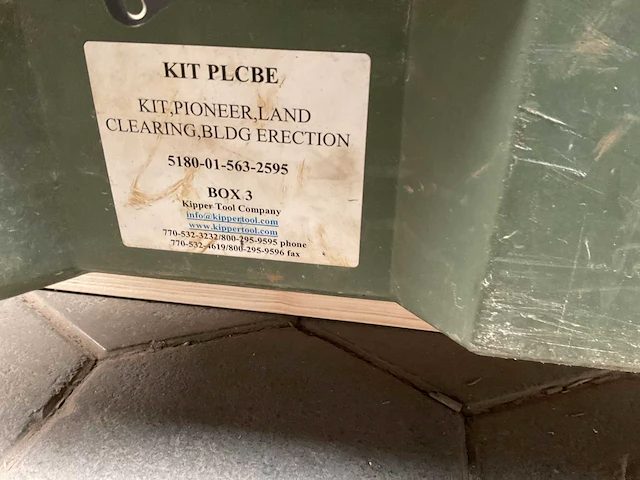 KIT PLCBE
KIT,PIONEER,LAND
CLEARING,BLDG ERECTION
5180-01-563-2595
BOX 3
Kipper Tool Company
info@kippertool.com
www.kippertool.com
770-532-3232/800-295-9595 phone
770-532-4619/800-295-9596 fax